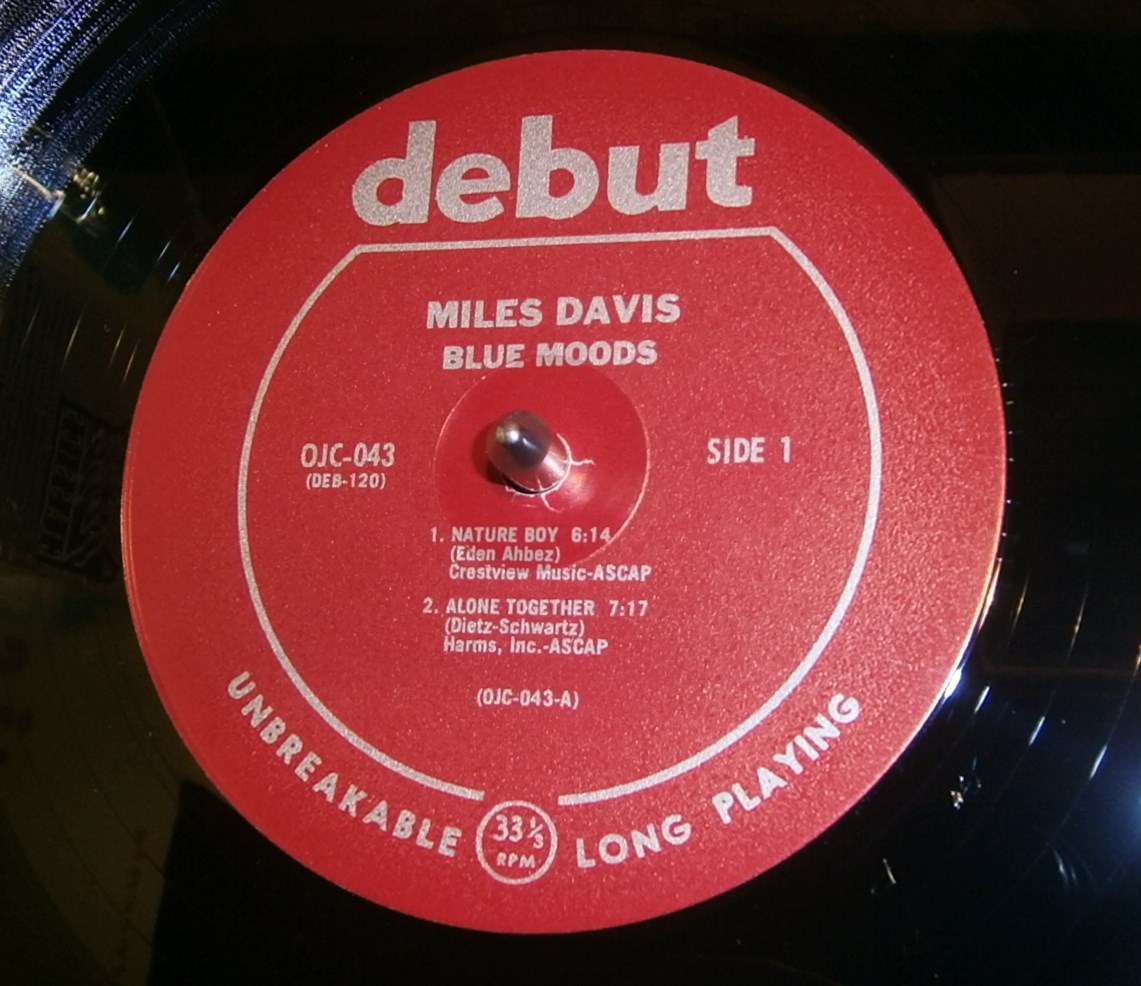 debut
MILES DAVIS
BLUE MOODS
OJC-043
(DEB-120)
SIDE 1
1. NATURE BOY 6:14
(Eden Ahbez)
Crestview Music-ASCAP
2. ALONE TOGETHER 7:17
(Dietz-Schwartz)
Harms, Inc.-ASCAP
(OJC-043-A)
UNBREAKABLE
33⅓
RPM
LONG PLAYING